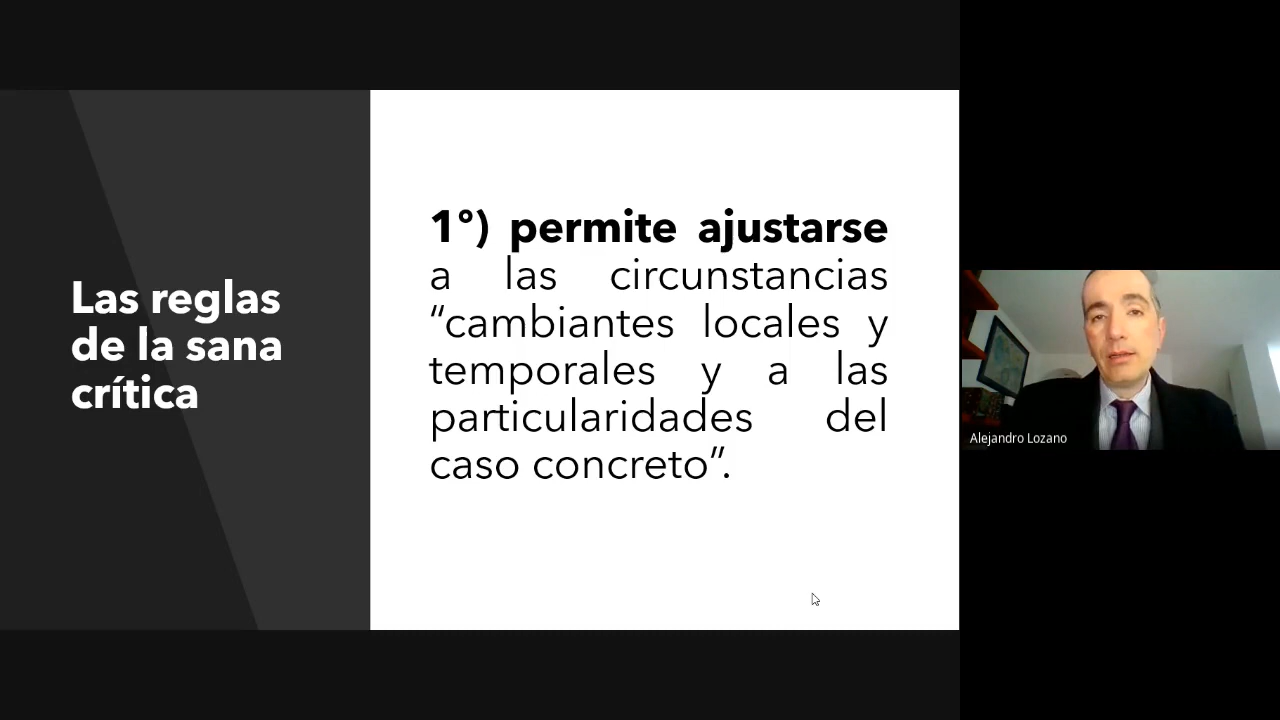 Las reglas
de la sana
crítica
1°) permite ajustarse
a las circunstancias
“cambiantes locales y
temporales y a las
particularidades del
caso concreto”.
Alejandro Lozano